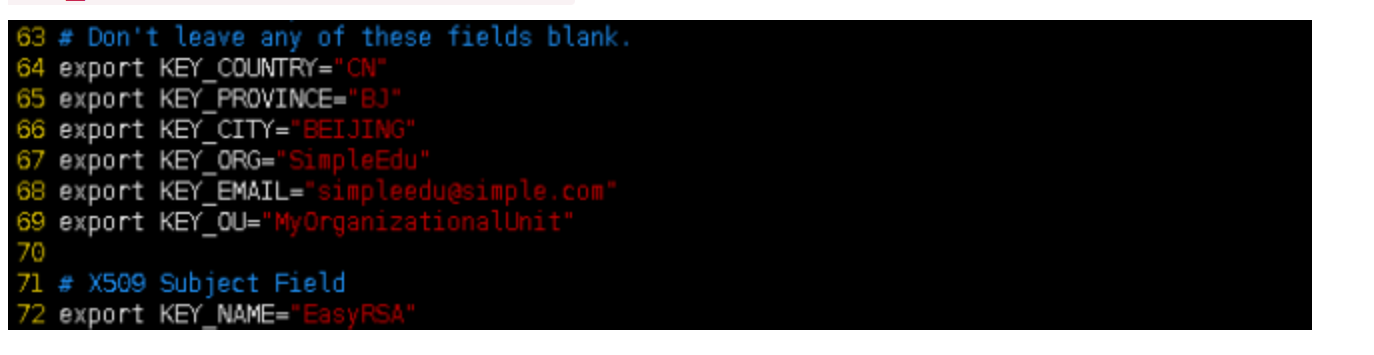 63 # Don't leave any of these fields blank.
64 export KEY_COUNTRY="CN"
65 export KEY_PROVINCE="BJ"
66 export KEY_CITY="BEIJING"
67 export KEY_ORG="SimpleEdu"
68 export KEY_EMAIL="simpleedu@simple.com"
69 export KEY_OU="MyOrganizationalUnit"
70
71 # X509 Subject Field
72 export KEY_NAME="EasyRSA"